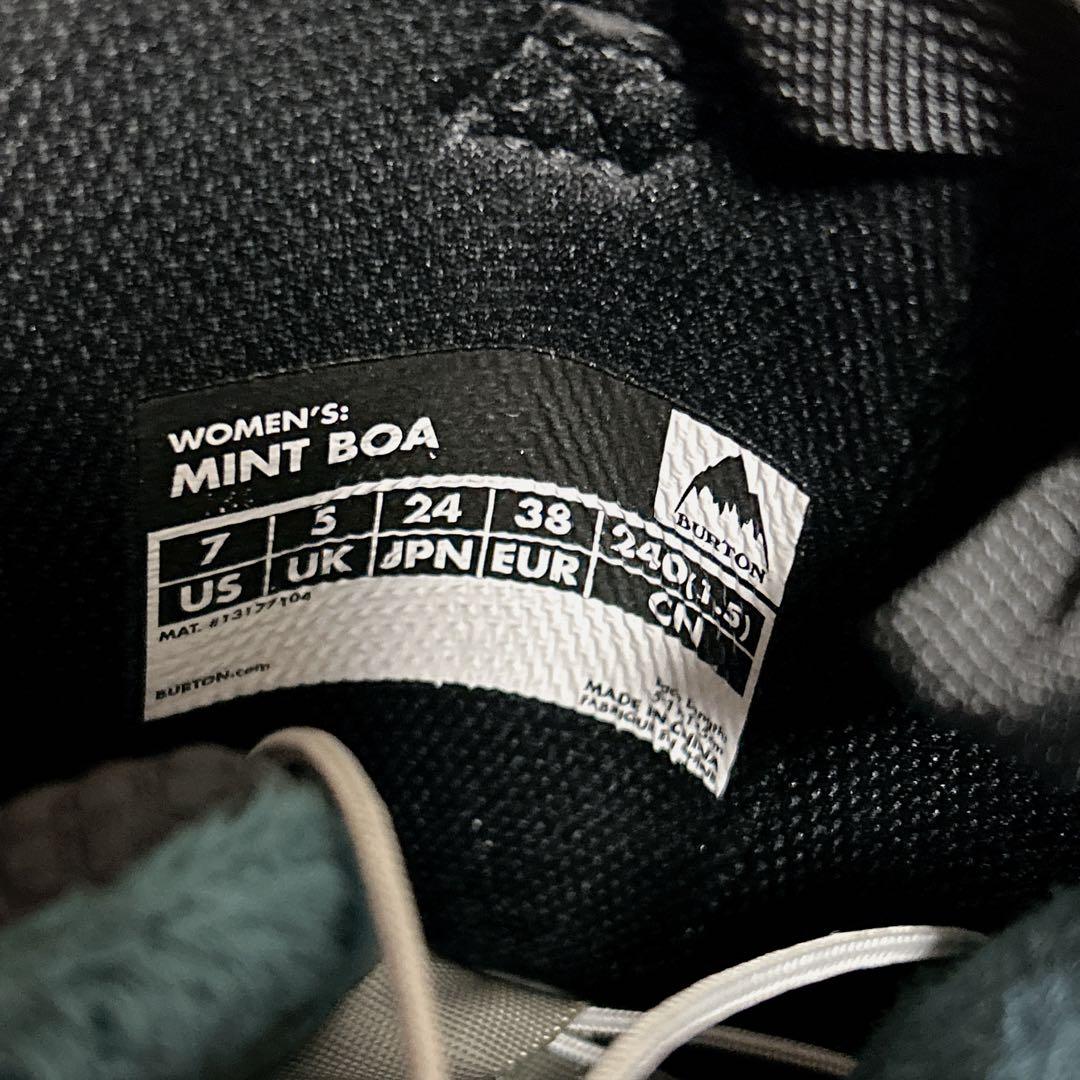 WOMEN'S:
MINT BOA
BURTON
7 5 24 38 240(1.5)
US UK JPN EUR CN
MAT. #13177104
BURTON.com
MADE IN CHINA